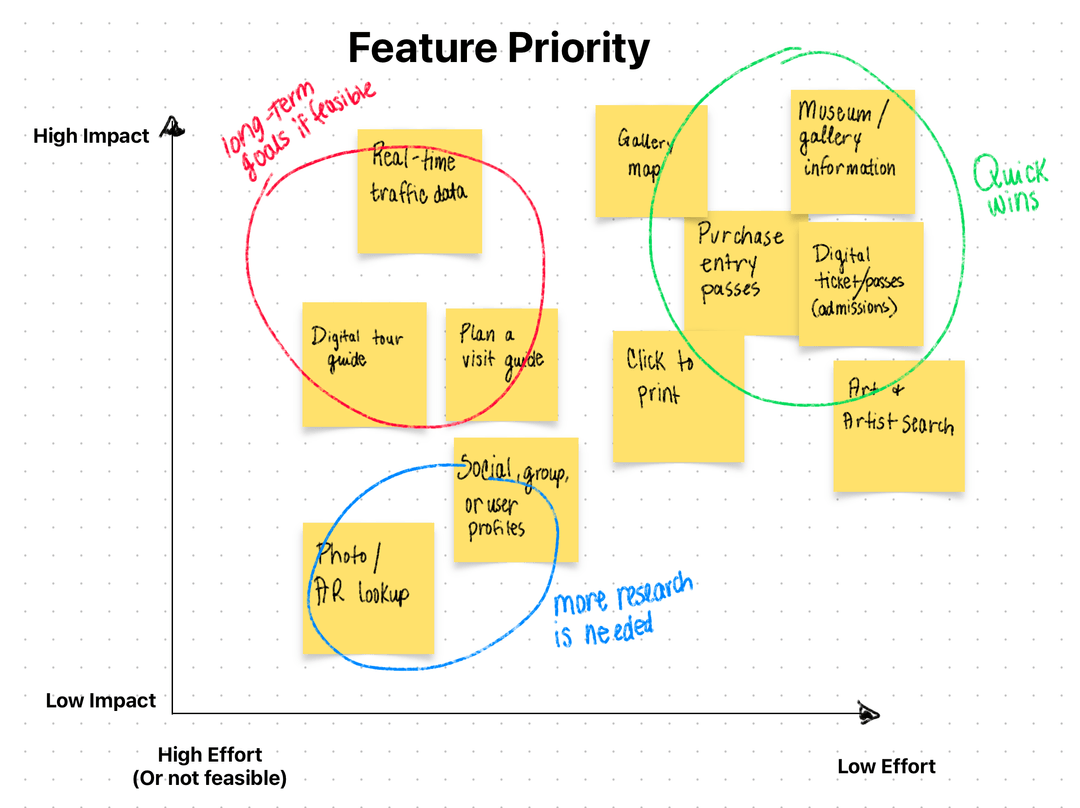 Feature Priority
High Impact
long-term
goals if feasible
Real-time
traffic data
Gallery
map
Museum /
gallery
information
Quick
wins
Purchase
entry
passes
Digital
ticket/passes
(admissions)
Digital tour
guide
Plan a
visit guide
Click to
print
Art &
Artist Search
Social, group,
or user
profiles
Photo /
AR lookup
more research
is needed
Low Impact
High Effort
(Or not feasible)
Low Effort